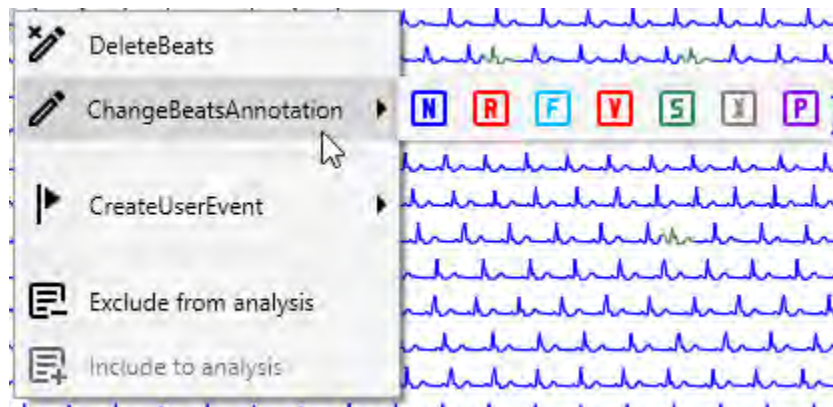 DeleteBeats
ChangeBeatsAnnotation N R F V S X P
CreateUserEvent
Exclude from analysis
Include to analysis